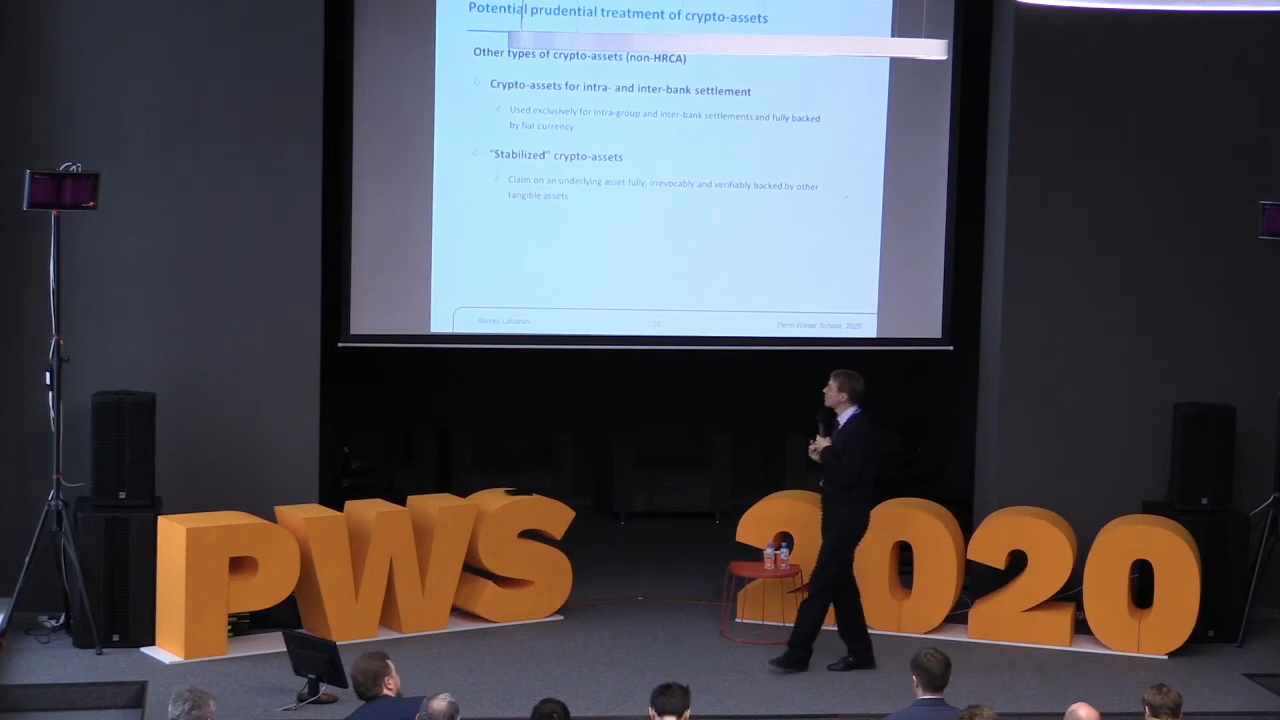 Potential prudential treatment of crypto-assets
Other types of crypto-assets (non-HRCA)
Crypto-assets for intra- and inter-bank settlement
Used exclusively for intra-group and inter-bank settlements and fully backed
by fiat currency
"Stabilized" crypto-assets
Claim on an underlying asset fully, irrevocably and verifiably backed by other
tangible assets
Alexey Lobanov
Perm Winter School, 2020
PWS 2020